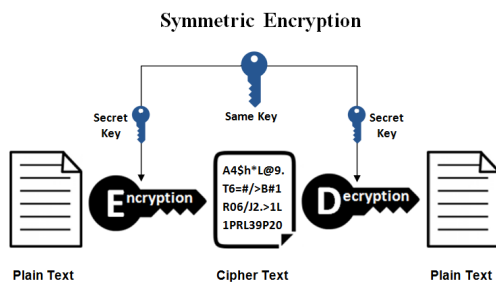 Symmetric Encryption
Secret
Key
Same Key
Secret
Key
A4$h*L@9.
T6=#/>B#1
R06/J2.>1L
1PRL39P20
Encryption
Decryption
Plain Text
Cipher Text
Plain Text